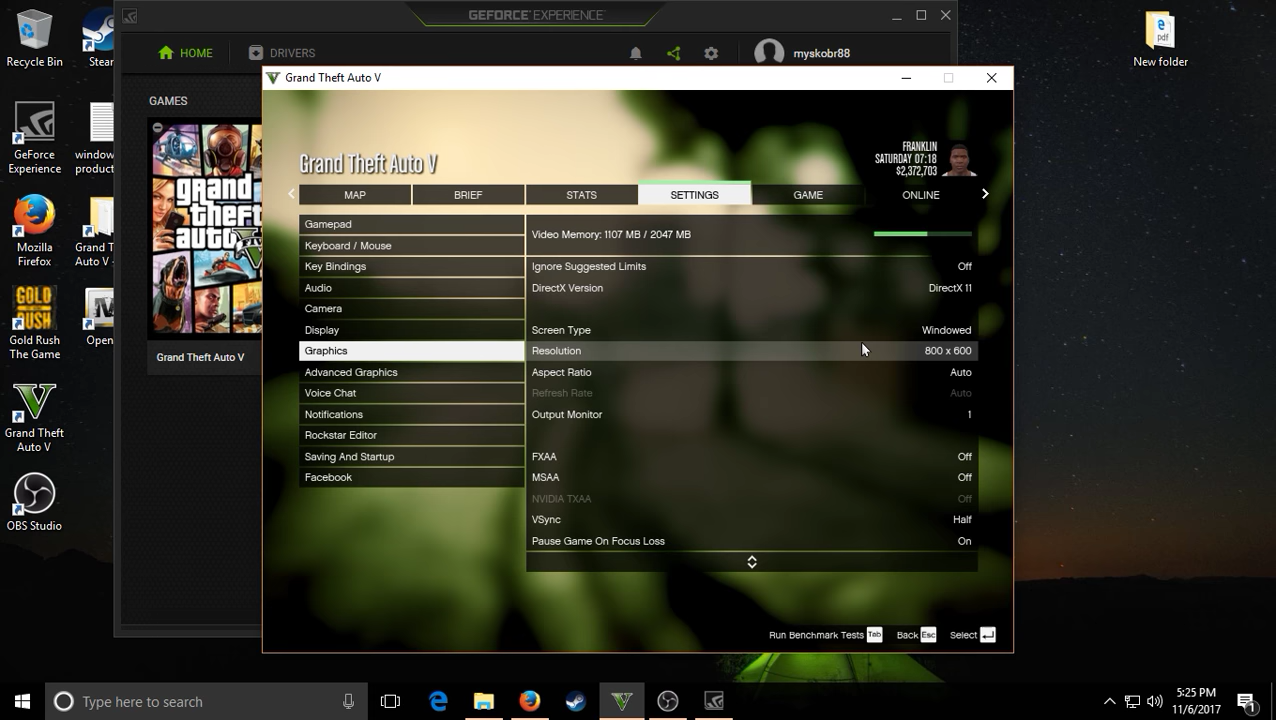 GEFORCE EXPERIENCE
HOME
DRIVERS
myskobr88
GAMES
grand
theft
auto
V
Grand Theft Auto V
Recycle Bin
Stear
GeForce
Experience
window
product
Mozilla
Firefox
Grand T
Auto V -
GOLD
RUSH
Gold Rush
The Game
Open
Grand Theft
Auto V
OBS Studio
pdf
New folder
Grand Theft Auto V
Grand Theft Auto V
FRANKLIN
SATURDAY 07:18
$2,372,703
MAP
BRIEF
STATS
SETTINGS
GAME
ONLINE
Gamepad
Keyboard / Mouse
Key Bindings
Audio
Camera
Display
Graphics
Advanced Graphics
Voice Chat
Notifications
Rockstar Editor
Saving And Startup
Facebook
Video Memory: 1107 MB / 2047 MB
Ignore Suggested Limits Off
DirectX Version DirectX 11
Screen Type Windowed
Resolution 800 x 600
Aspect Ratio Auto
Refresh Rate Auto
Output Monitor 1
FXAA Off
MSAA Off
NVIDIA TXAA Off
VSync Half
Pause Game On Focus Loss On
Run Benchmark Tests Tab Back Esc Select
Type here to search
5:25 PM
11/6/2017
1